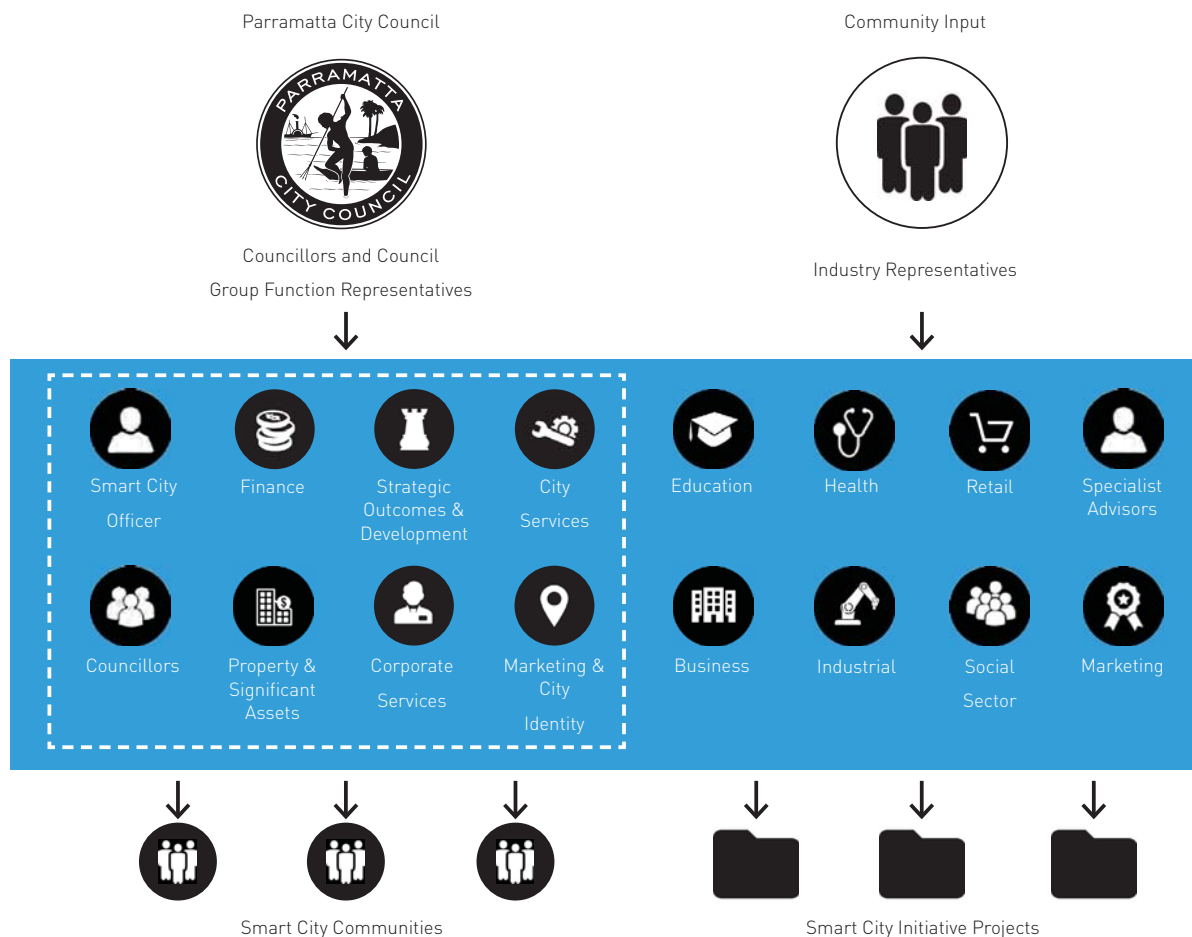 Parramatta City Council
PARRAMATTA
CITY COUNCIL
Councillors and Council
Group Function Representatives
Community Input
Industry Representatives
Smart City
Officer
Finance
Strategic
Outcomes &
Development
City
Services
Education
Health
Retail
Specialist
Advisors
Councillors
Property &
Significant
Assets
Corporate
Services
Marketing &
City
Identity
Business
Industrial
Social
Sector
Marketing
Smart City Communities
Smart City Initiative Projects